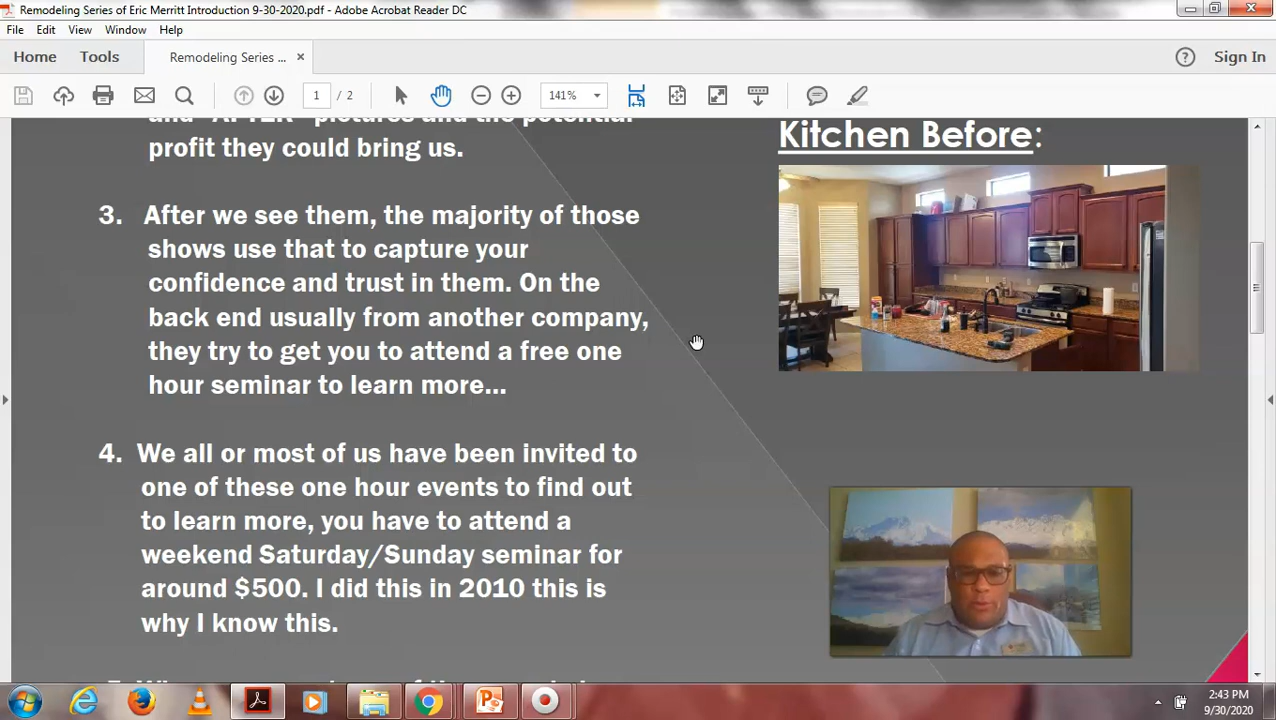 Remodeling Series of Eric Merritt Introduction 9-30-2020.pdf - Adobe Acrobat Reader DC
File Edit View Window Help
Home Tools Remodeling Series ... × Sign In
1 / 2 141%
and "AFTER" pictures and the potential
profit they could bring us.
3. After we see them, the majority of those
shows use that to capture your
confidence and trust in them. On the
back end usually from another company,
they try to get you to attend a free one
hour seminar to learn more...
4. We all or most of us have been invited to
one of these one hour events to find out
to learn more, you have to attend a
weekend Saturday/Sunday seminar for
around $500. I did this in 2010 this is
why I know this.
Kitchen Before:
2:43 PM
9/30/2020